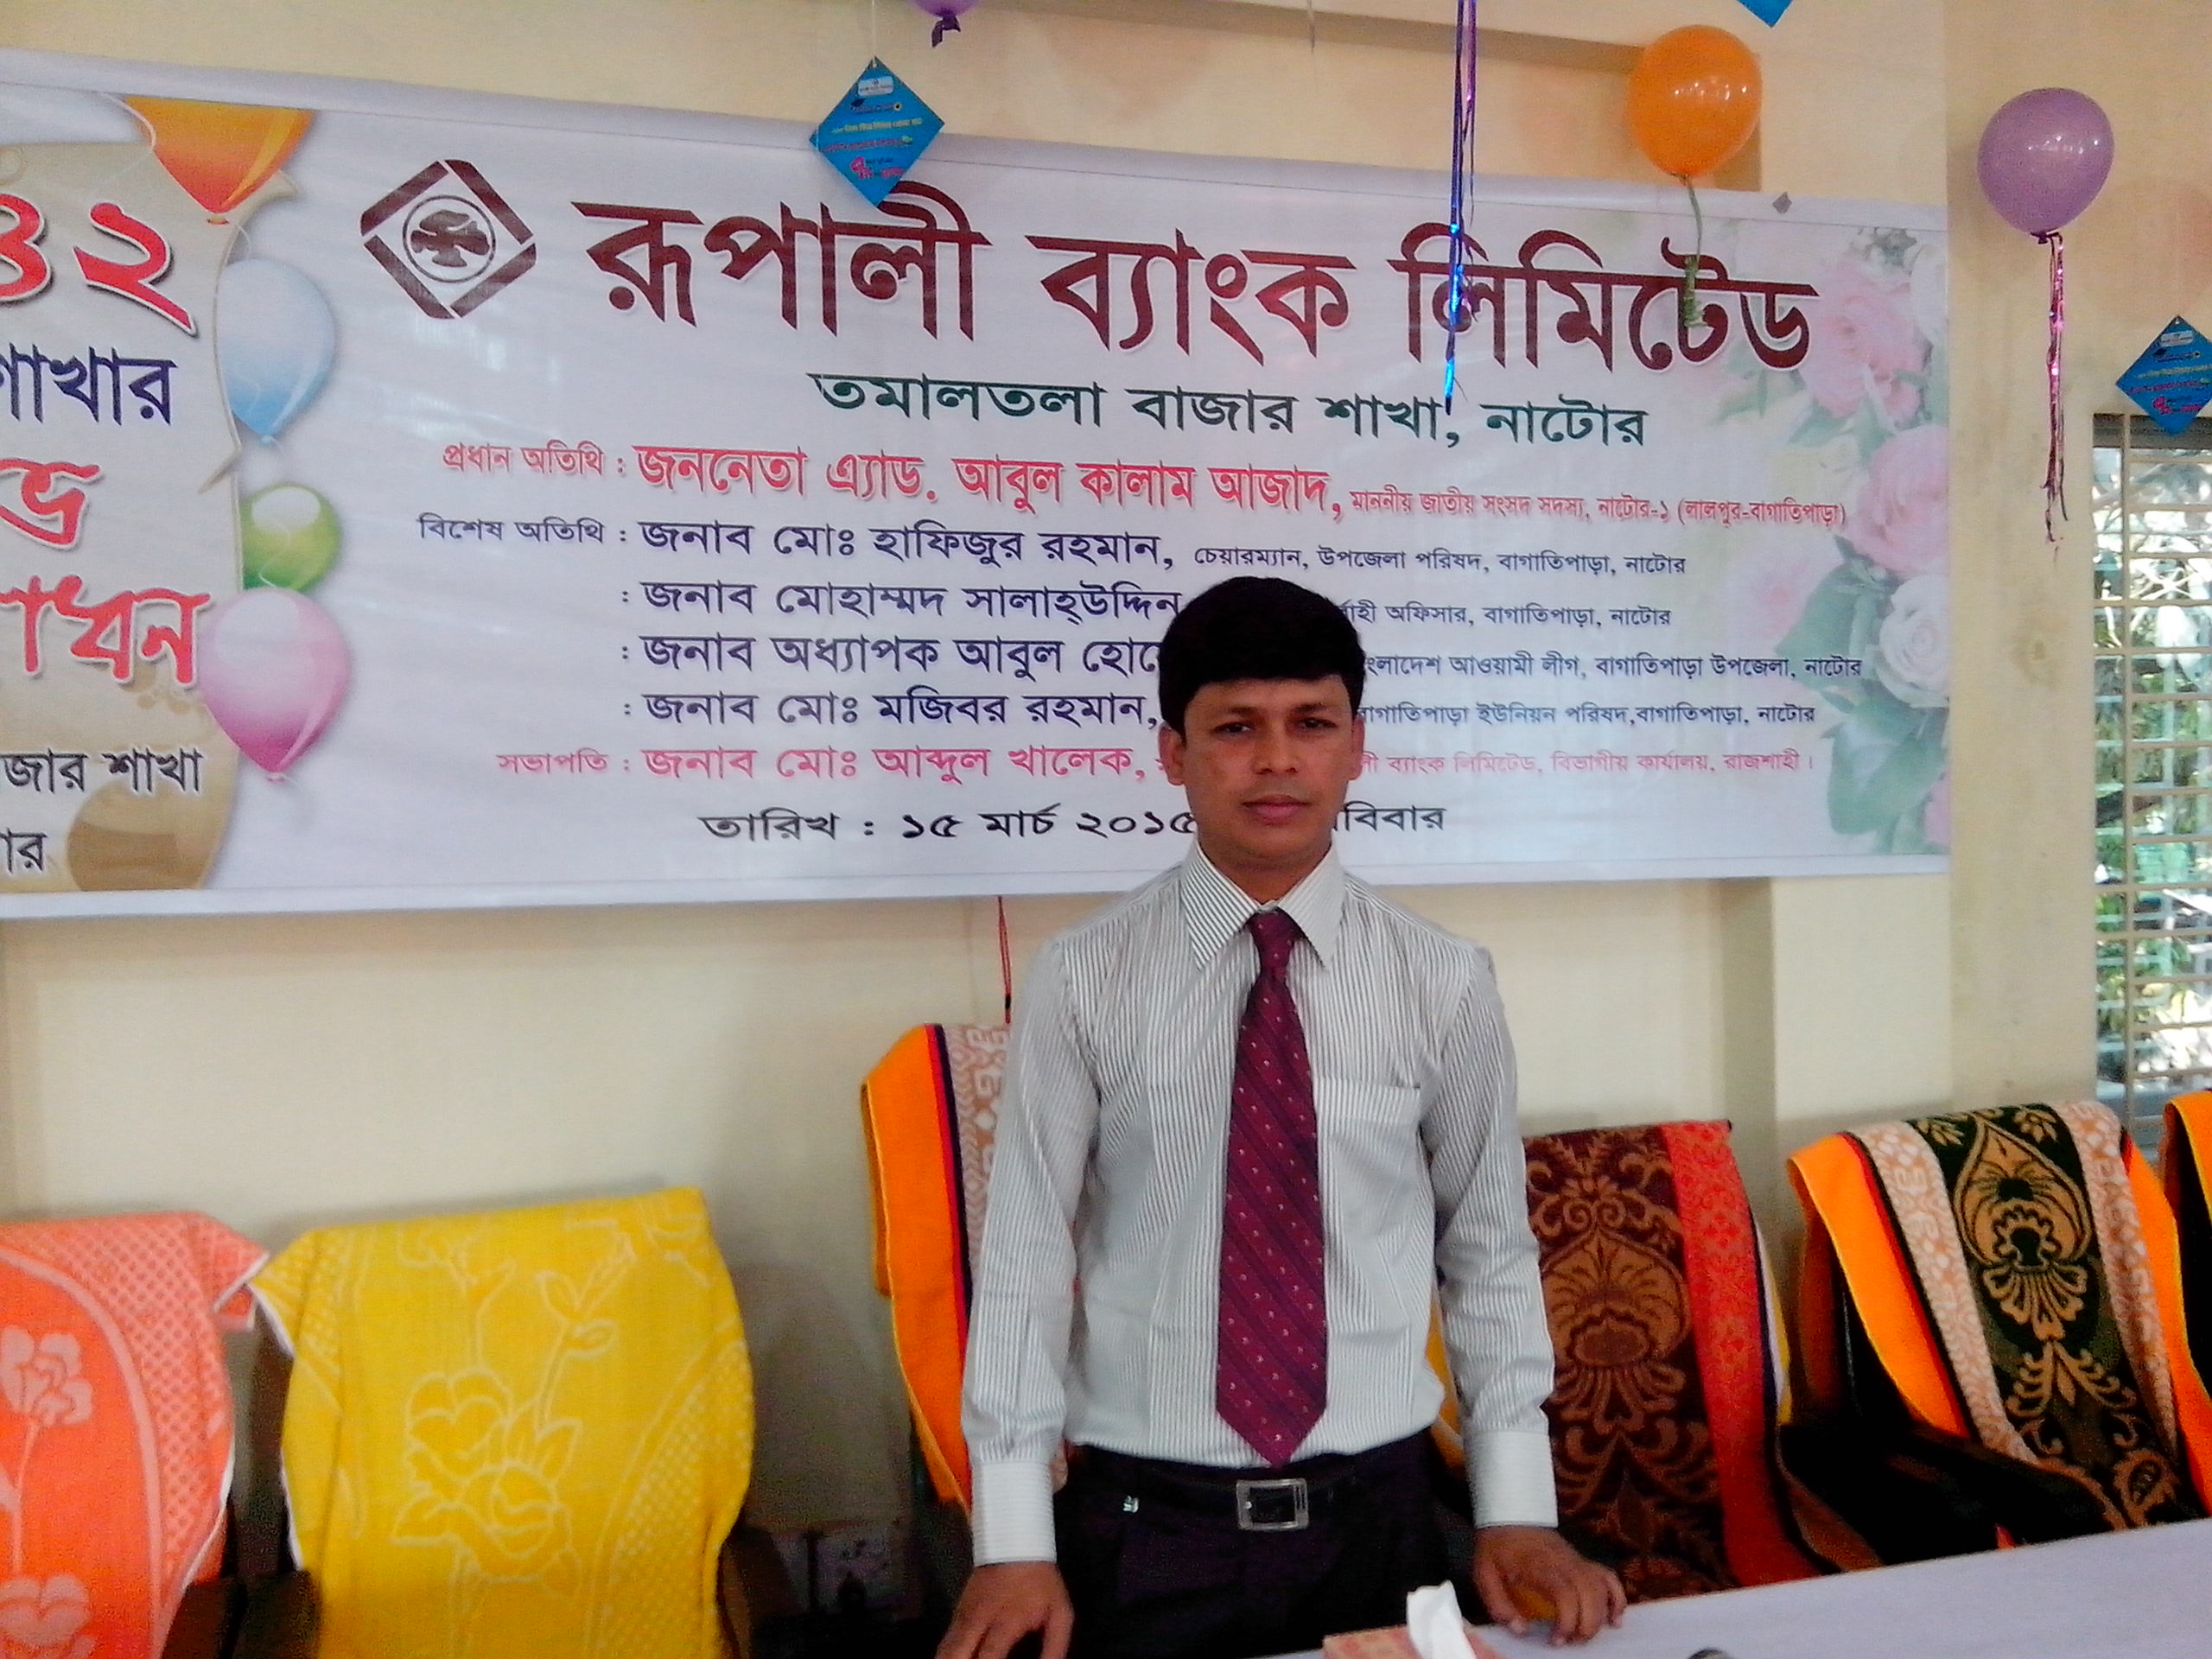 ৪২
শাখার
জার শাখা
রূপালী ব্যাংক লিমিটেড
তমালতলা বাজার শাখা, নাটোর
প্রধান অতিথি : জননেতা এ্যাড. আবুল কালাম আজাদ, মাননীয় জাতীয় সংসদ সদস্য, নাটোর-১ (লালপুর-বাগাতিপাড়া)
বিশেষ অতিথি : জনাব মোঃ হাফিজুর রহমান, চেয়ারম্যান, উপজেলা পরিষদ, বাগাতিপাড়া, নাটোর
: জনাব মোহাম্মদ সালাহ্উদ্দিন র্বাহী অফিসার, বাগাতিপাড়া, নাটোর
: জনাব অধ্যাপক আবুল হোসে ংলাদেশ আওয়ামী লীগ, বাগাতিপাড়া উপজেলা, নাটোর
: জনাব মোঃ মজিবর রহমান, বাগাতিপাড়া ইউনিয়ন পরিষদ,বাগাতিপাড়া, নাটোর
সভাপতি : জনাব মোঃ আব্দুল খালেক, লী ব্যাংক লিমিটেড, বিভাগীয় কার্যালয়, রাজশাহী।
তারিখ : ১৫ মার্চ ২০১৫ রবিবার